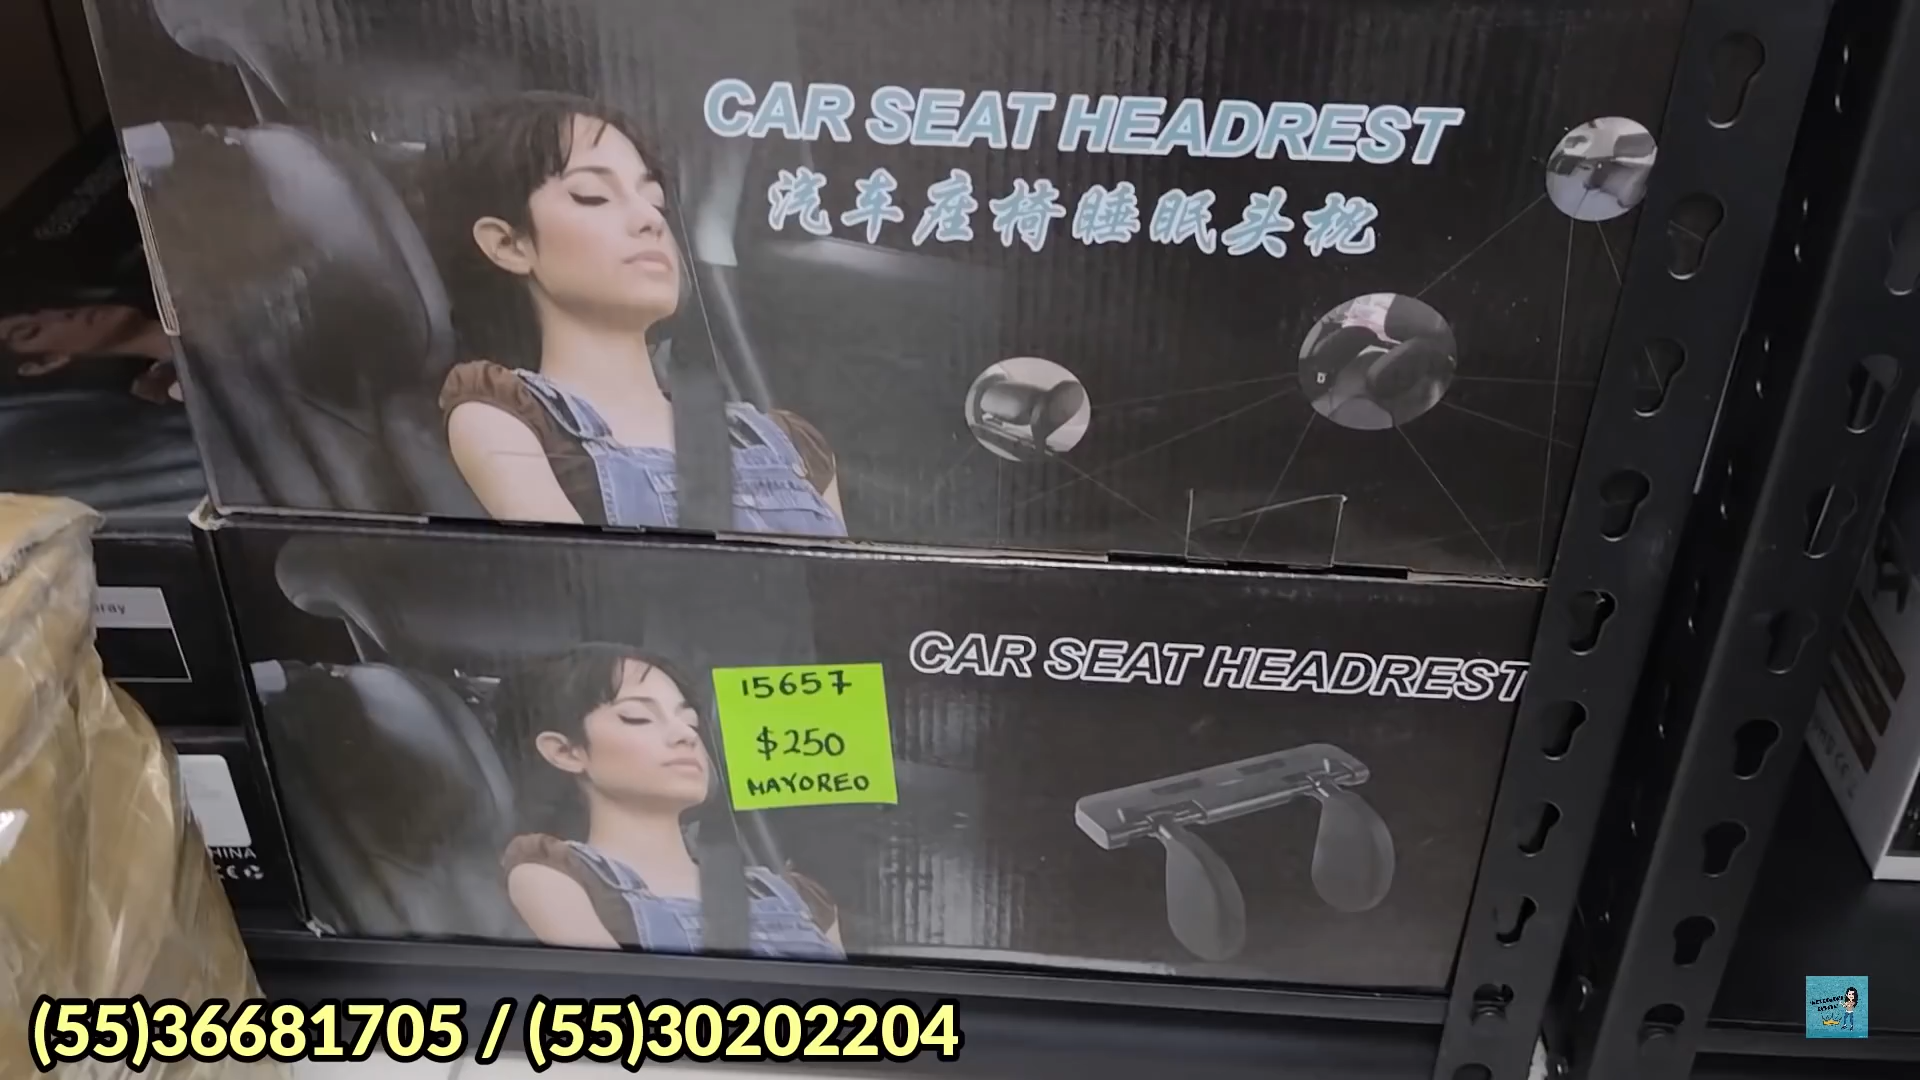 CAR SEAT HEADREST
汽车座椅睡眠头枕
CAR SEAT HEADREST
15657
$250
MAYOREO
(55)36681705 / (55)30202204